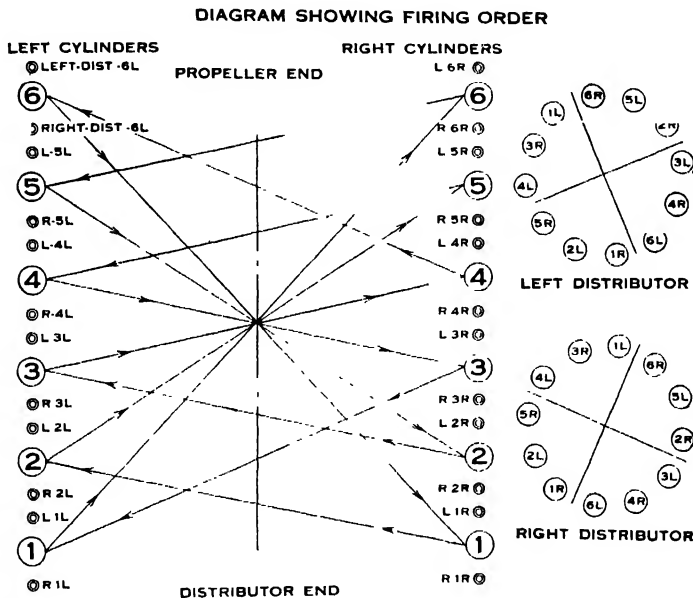 DIAGRAM SHOWING FIRING ORDER
LEFT CYLINDERS
RIGHT CYLINDERS
LEFT-DIST-6L
L 6R
PROPELLER END
6
6
RIGHT-DIST-6L
R 6R
L-5L
L 5R
5
5
R-5L
R 5R
L-4L
L 4R
4
4
R-4L
R 4R
L 3L
L 3R
3
3
R 3L
R 3R
L 2L
L 2R
2
2
R 2L
R 2R
L 1L
L 1R
1
1
R 1L
R 1R
DISTRIBUTOR END
1L
6R
5L
2R
3L
4R
6L
1R
2L
5R
4L
3R
LEFT DISTRIBUTOR
3R
1L
6R
5L
2R
3L
4R
6L
1R
2L
5R
4L
RIGHT DISTRIBUTOR